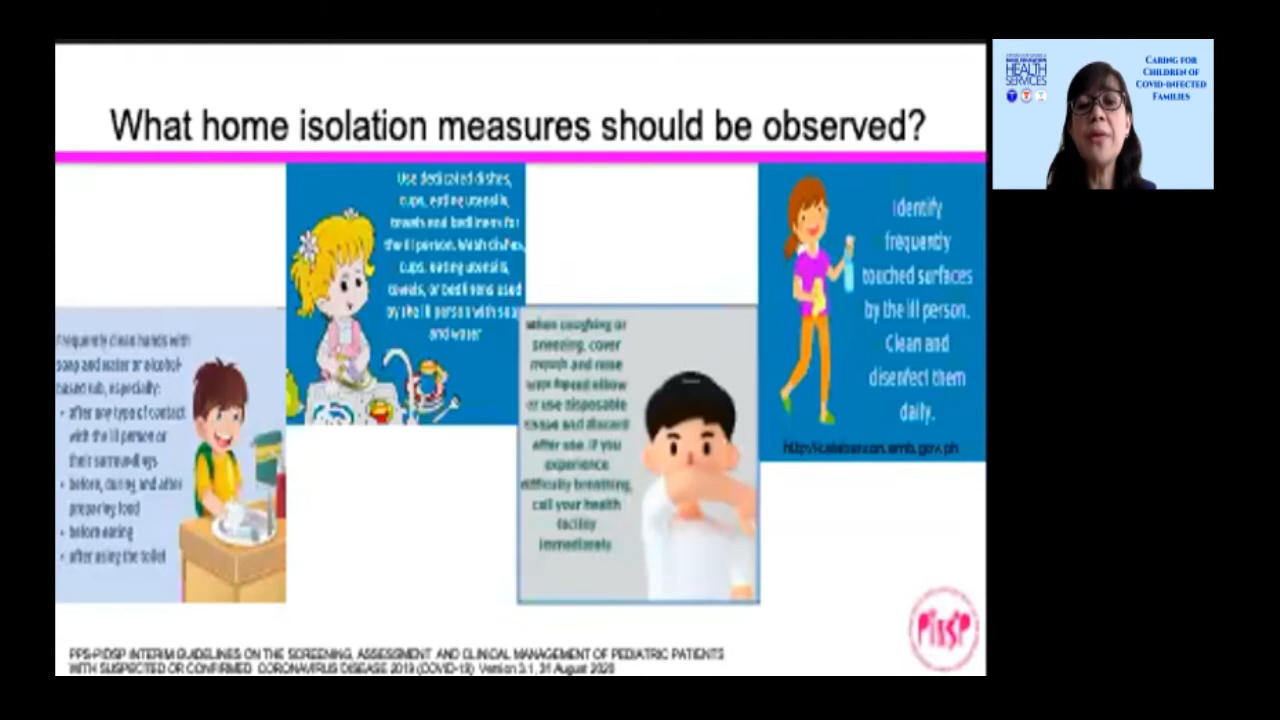 What home isolation measures should be observed?
Frequently clean hands with
soap and water or alcohol-
based rub, especially:
• after any type of contact
with the ill person or
their surroundings
• before, during and after
preparing food
• before eating
• after using the toilet
Use dedicated dishes,
cups, eating utensils,
towels and bed linens for
the ill person. Wash dishes,
cups, eating utensils,
towels, or bed linens used
by the ill person with soap
and water
When coughing or
sneezing, cover
mouth and nose
with flexed elbow
or use disposable
tissue and discard
after use. If you
experience
difficulty breathing,
call your health
facility
immediately
Identify
frequently
touched surfaces
by the ill person.
Clean and
disenfect them
daily.
http://calabarzon.emb.gov.ph
PIDSP
PPS-PIDSP INTERIM GUIDELINES ON THE SCREENING, ASSESSMENT AND CLINICAL MANAGEMENT OF PEDIATRIC PATIENTS
WITH SUSPECTED OR CONFIRMED CORONAVIRUS DISEASE 2019 (COVID-19) Version 3.1, 31 August 2020
HEALTH
SERVICES
Caring for
Children of
Covid-infected
Families